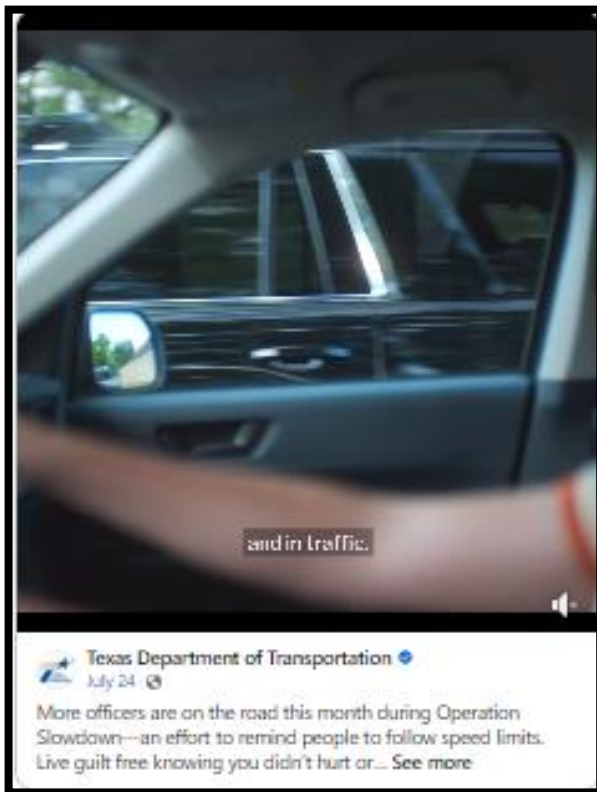 and in traffic.
Texas Department of Transportation
July 24 ·
More officers are on the road this month during Operation
Slowdown—an effort to remind people to follow speed limits.
Live guilt free knowing you didn't hurt or... See more